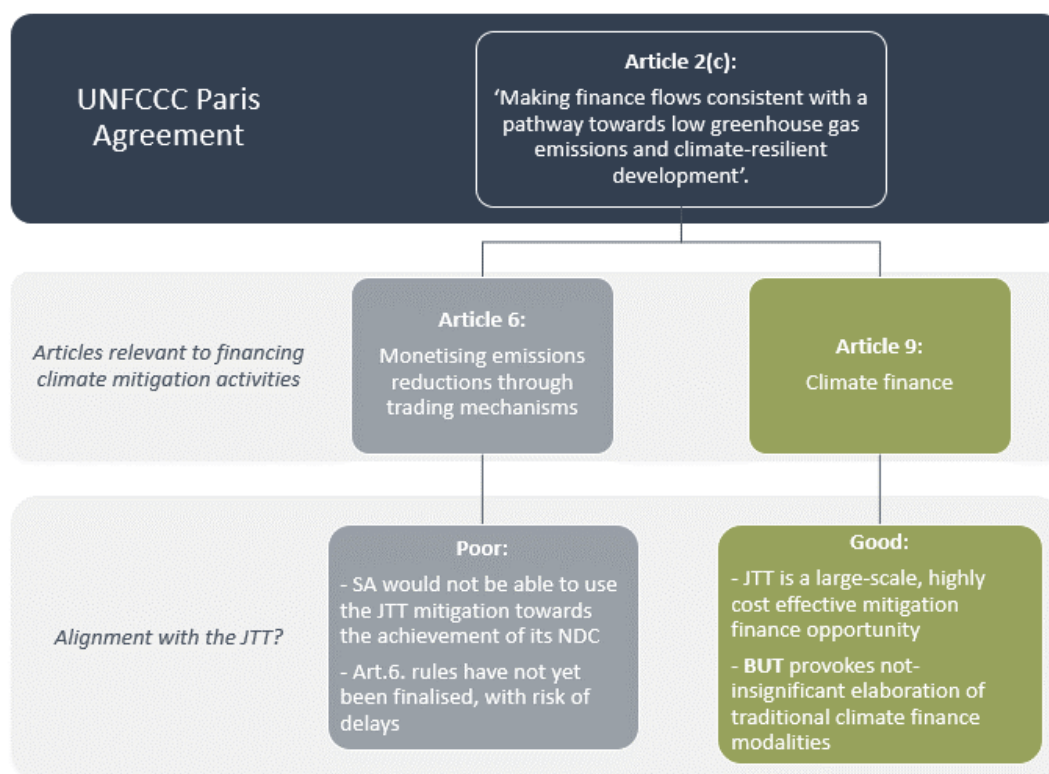 UNFCCC Paris
Agreement
Article 2(c):
‘Making finance flows consistent with a
pathway towards low greenhouse gas
emissions and climate-resilient
development’.
Articles relevant to financing
climate mitigation activities
Article 6:
Monetising emissions
reductions through
trading mechanisms
Article 9:
Climate finance
Alignment with the JTT?
Poor:
- SA would not be able to use
the JTT mitigation towards
the achievement of its NDC
- Art.6. rules have not yet
been finalised, with risk of
delays
Good:
- JTT is a large-scale, highly
cost effective mitigation
finance opportunity
- BUT provokes not-
insignificant elaboration of
traditional climate finance
modalities